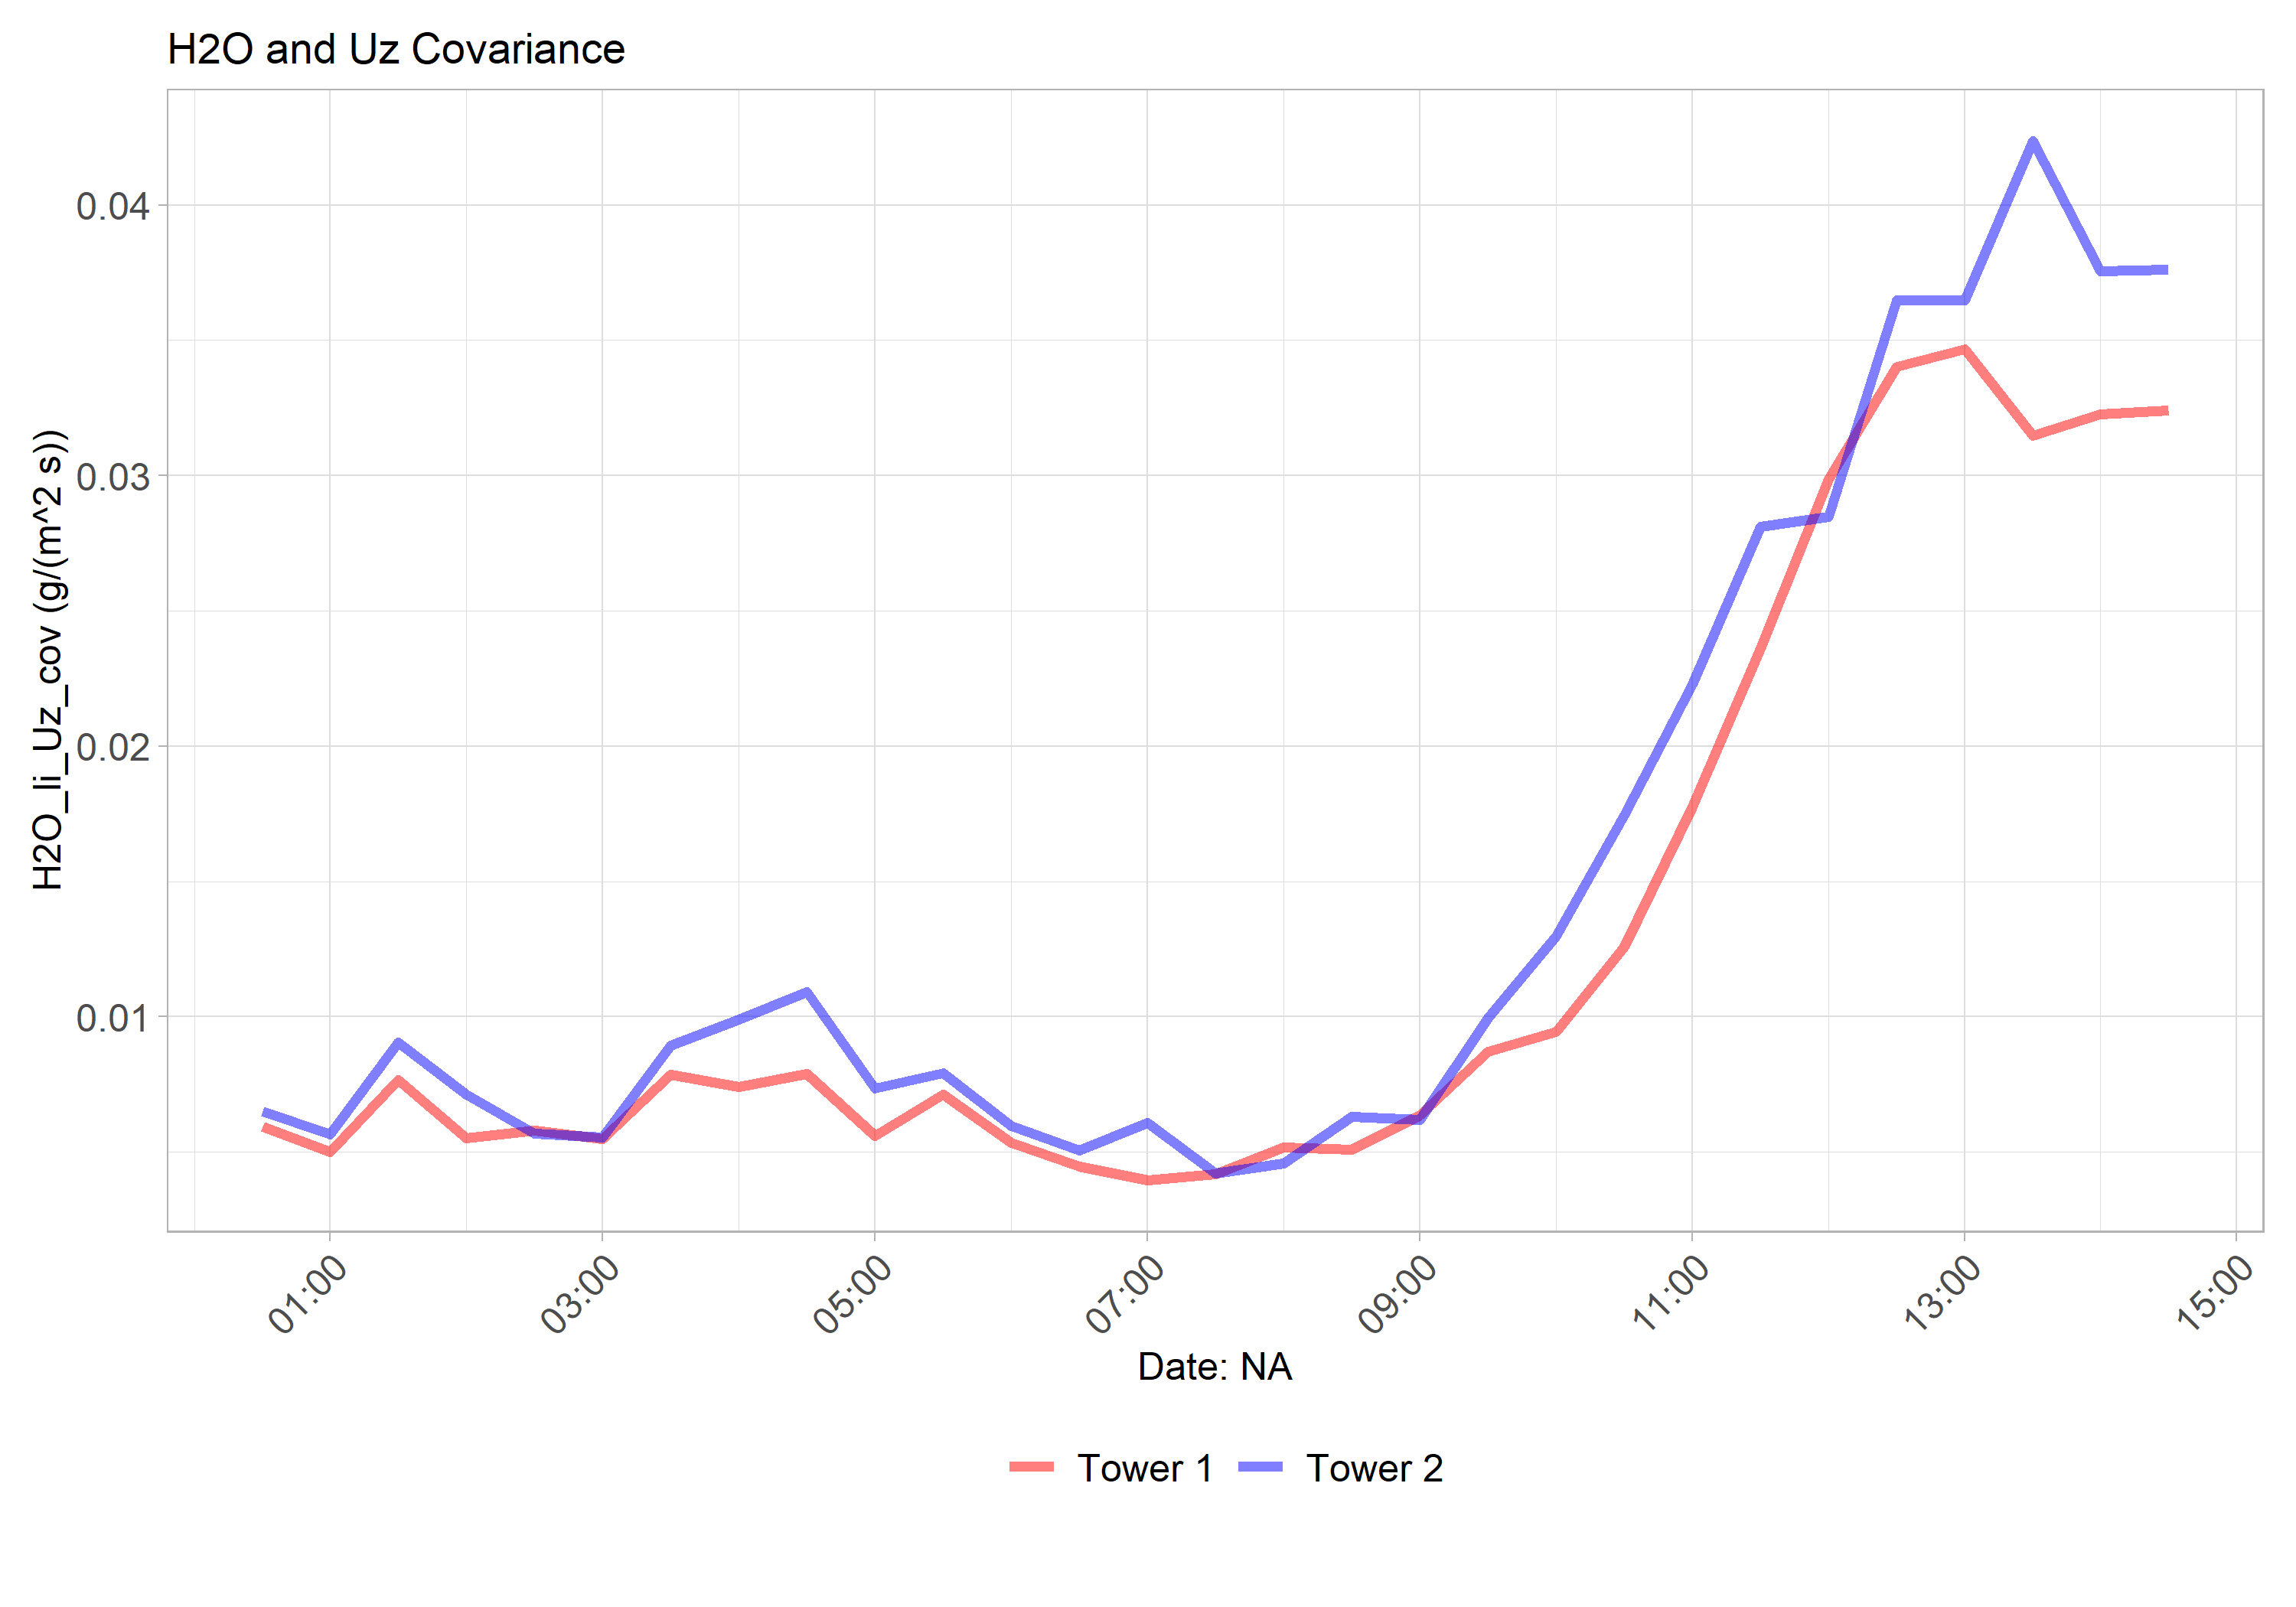 H2O and Uz Covariance
H2O_li_Uz_cov (g/(m^2 s))
0.04
0.03
0.02
0.01
01:00
03:00
05:00
07:00
09:00
11:00
13:00
15:00
Date: NA
Tower 1
Tower 2